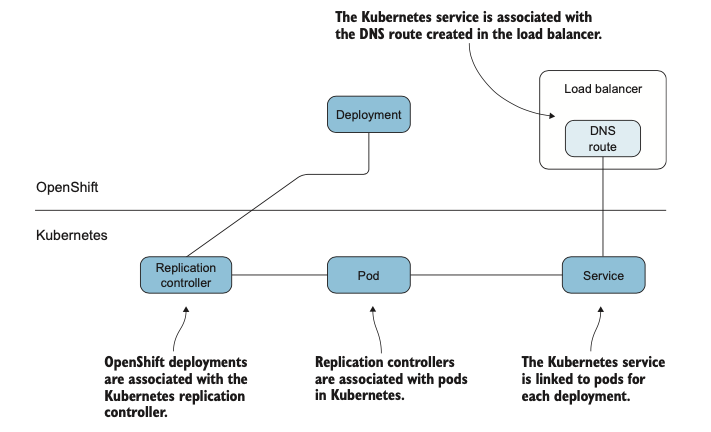 The Kubernetes service is associated with
the DNS route created in the load balancer.
Load balancer
Deployment
DNS
route
OpenShift
Kubernetes
Replication
controller
Pod
Service
OpenShift deployments
are associated with the
Kubernetes replication
controller.
Replication controllers
are associated with pods
in Kubernetes.
The Kubernetes service
is linked to pods for
each deployment.